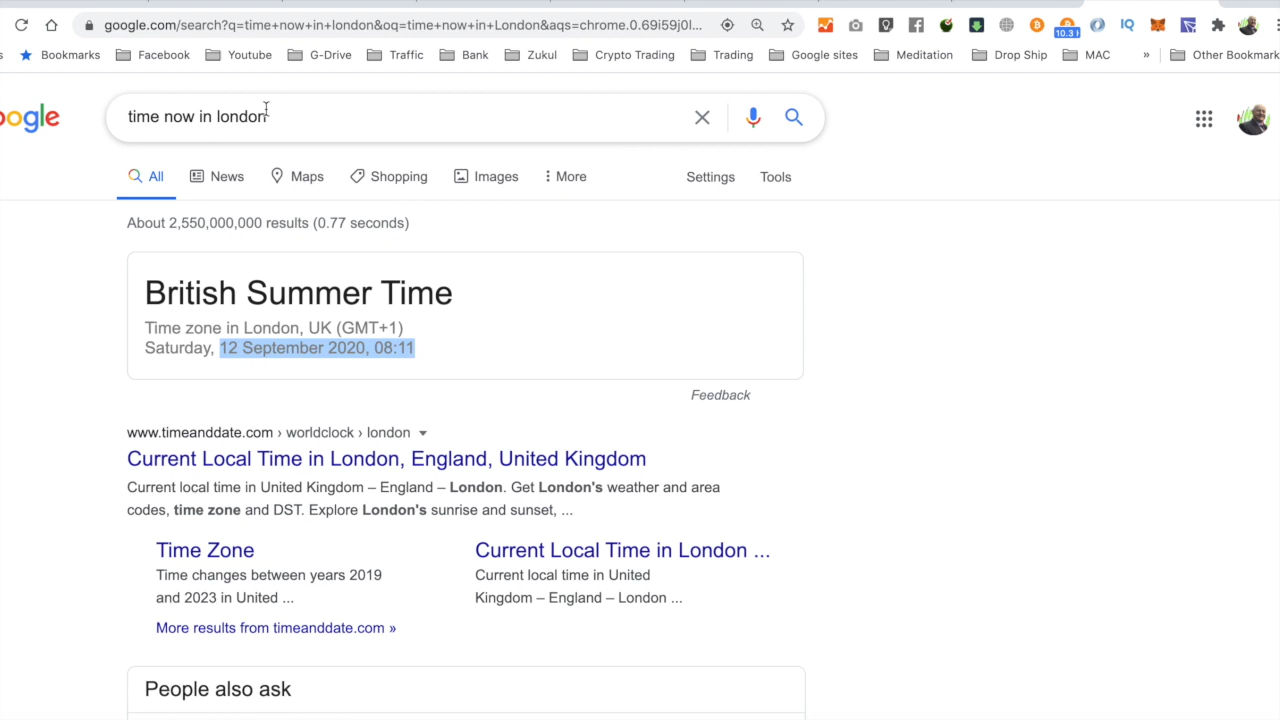 google.com/search?q=time+now+in+london&oq=time+now+in+London&aqs=chrome.0.69i59j0l...
10.3
IQ
Bookmarks Facebook Youtube G-Drive Traffic Bank Zukul Crypto Trading Trading Google sites Meditation Drop Ship MAC » Other Bookmark
oogle
time now in london
All News Maps Shopping Images More Settings Tools
About 2,550,000,000 results (0.77 seconds)
British Summer Time
Time zone in London, UK (GMT+1)
Saturday, 12 September 2020, 08:11
Feedback
www.timeanddate.com › worldclock › london
Current Local Time in London, England, United Kingdom
Current local time in United Kingdom – England – London. Get London's weather and area
codes, time zone and DST. Explore London's sunrise and sunset, ...
Time Zone Current Local Time in London ...
Time changes between years 2019 Current local time in United
and 2023 in United ... Kingdom – England – London ...
More results from timeanddate.com »
People also ask